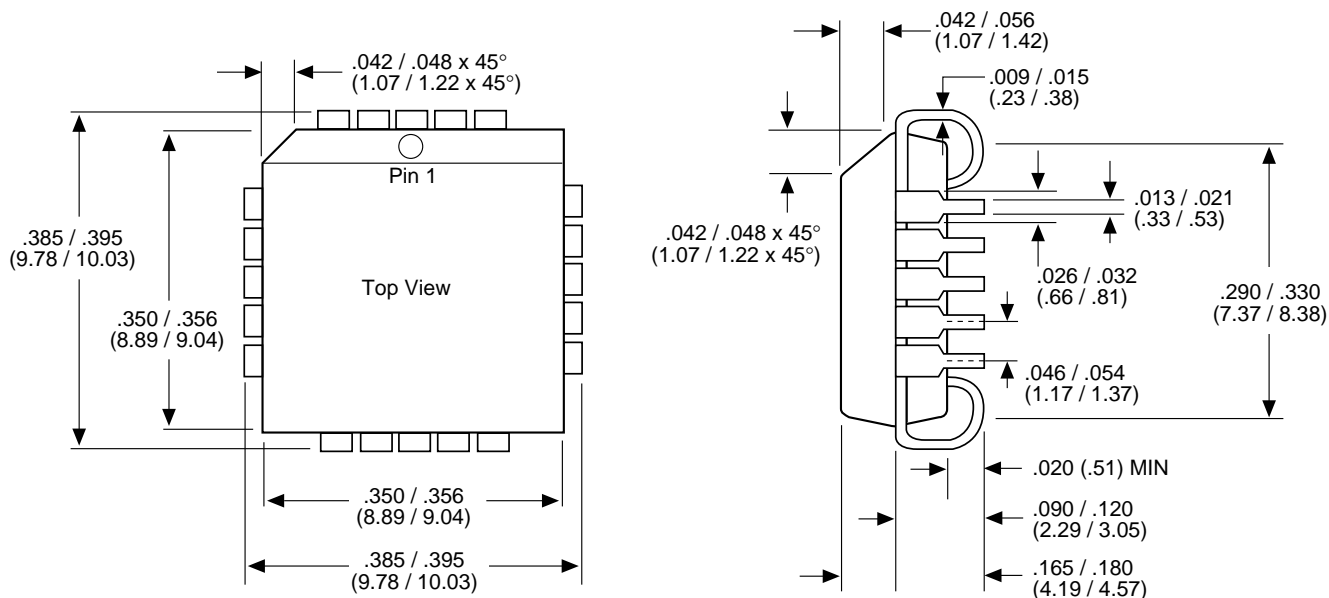 .042 / .048 x 45°
(1.07 / 1.22 x 45°)
Pin 1
.385 / .395
(9.78 / 10.03)
Top View
.350 / .356
(8.89 / 9.04)
.350 / .356
(8.89 / 9.04)
.385 / .395
(9.78 / 10.03)
.042 / .056
(1.07 / 1.42)
.009 / .015
(.23 / .38)
.013 / .021
(.33 / .53)
.042 / .048 x 45°
(1.07 / 1.22 x 45°)
.026 / .032
(.66 / .81)
.290 / .330
(7.37 / 8.38)
.046 / .054
(1.17 / 1.37)
.020 (.51) MIN
.090 / .120
(2.29 / 3.05)
.165 / .180
(4.19 / 4.57)